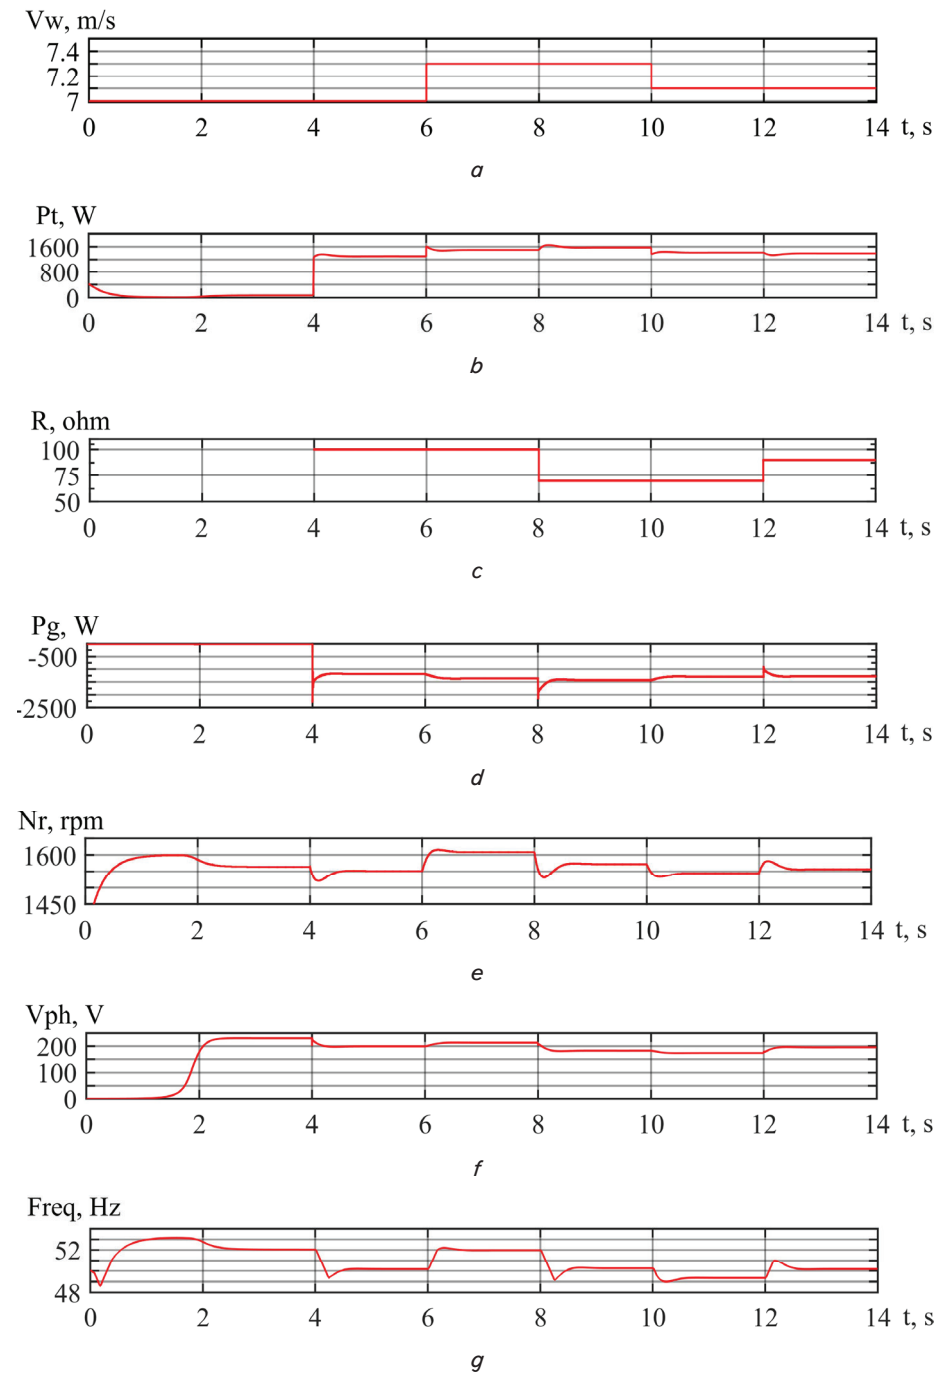 Vw, m/s
7.4
7.2
7
0 2 4 6 8 10 12 14 t, s
a
Pt, W
1600
800
0
0 2 4 6 8 10 12 14 t, s
b
R, ohm
100
75
50
0 2 4 6 8 10 12 14 t, s
c
Pg, W
-500
-2500
0 2 4 6 8 10 12 14 t, s
d
Nr, rpm
1600
1450
0 2 4 6 8 10 12 14 t, s
e
Vph, V
200
100
0
0 2 4 6 8 10 12 14 t, s
f
Freq, Hz
52
48
0 2 4 6 8 10 12 14 t, s
g